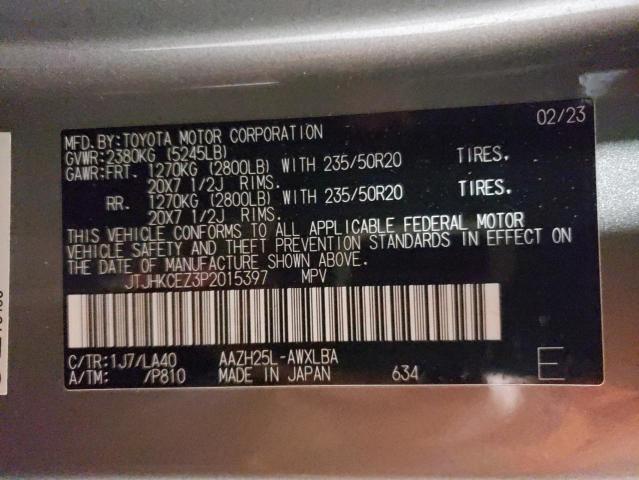 02/23
MFD.BY:TOYOTA MOTOR CORPORATION
GVWR:2380KG (5245LB)
GAWR:FRT. 1270KG (2800LB) WITH 235/50R20 TIRES,
20X7 1/2J RIMS.
RR. 1270KG (2800LB) WITH 235/50R20 TIRES,
20X7 1/2J RIMS.
THIS VEHICLE CONFORMS TO ALL APPLICABLE FEDERAL MOTOR
VEHICLE SAFETY AND THEFT PREVENTION STANDARDS IN EFFECT ON
THE DATE OF MANUFACTURE SHOWN ABOVE.
JTJHKCEZ3P2015397 MPV
C/TR:1J7/LA40 AAZH25L-AWXLBA
A/TM: /P810 MADE IN JAPAN 634 E